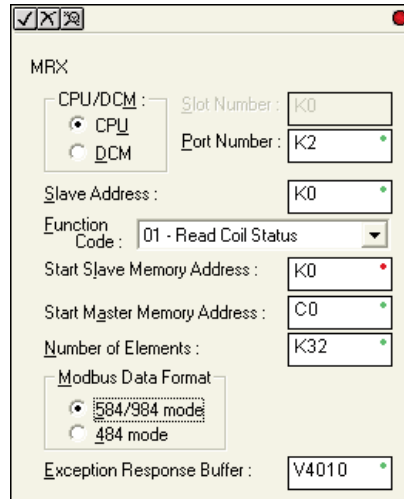 MRX
CPU/DCM :
Slot Number : K0
CPU
Port Number : K2
DCM
Slave Address : K0
Function
Code : 01 - Read Coil Status
Start Slave Memory Address : K0
Start Master Memory Address : C0
Number of Elements : K32
Modbus Data Format
584/984 mode
484 mode
Exception Response Buffer : V4010